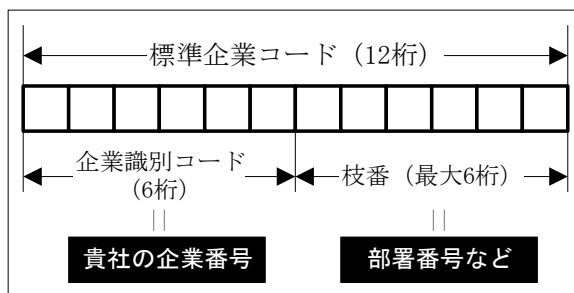 標準企業コード（12桁）
企業識別コード
（6桁）
枝番（最大6桁）
貴社の企業番号
部署番号など